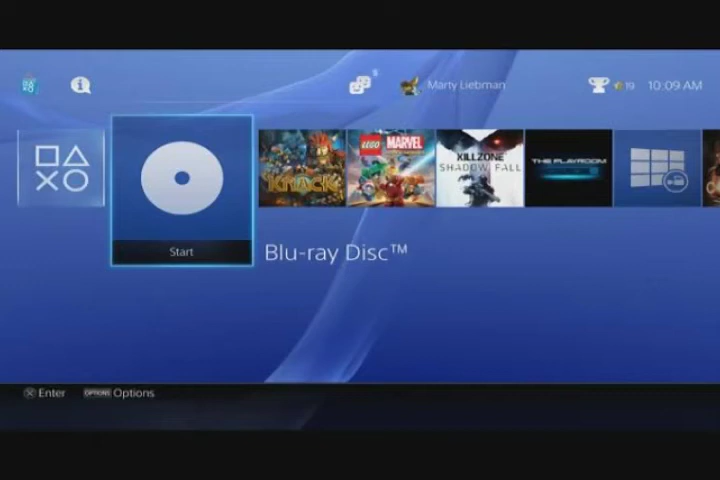 8
Marty Liebman
19
10:09 AM
KNACK
LEGO MARVEL
KILLZONE
SHADOW FALL
THE PLAYROOM
Start
Blu-ray Disc™
Enter
OPTIONS Options